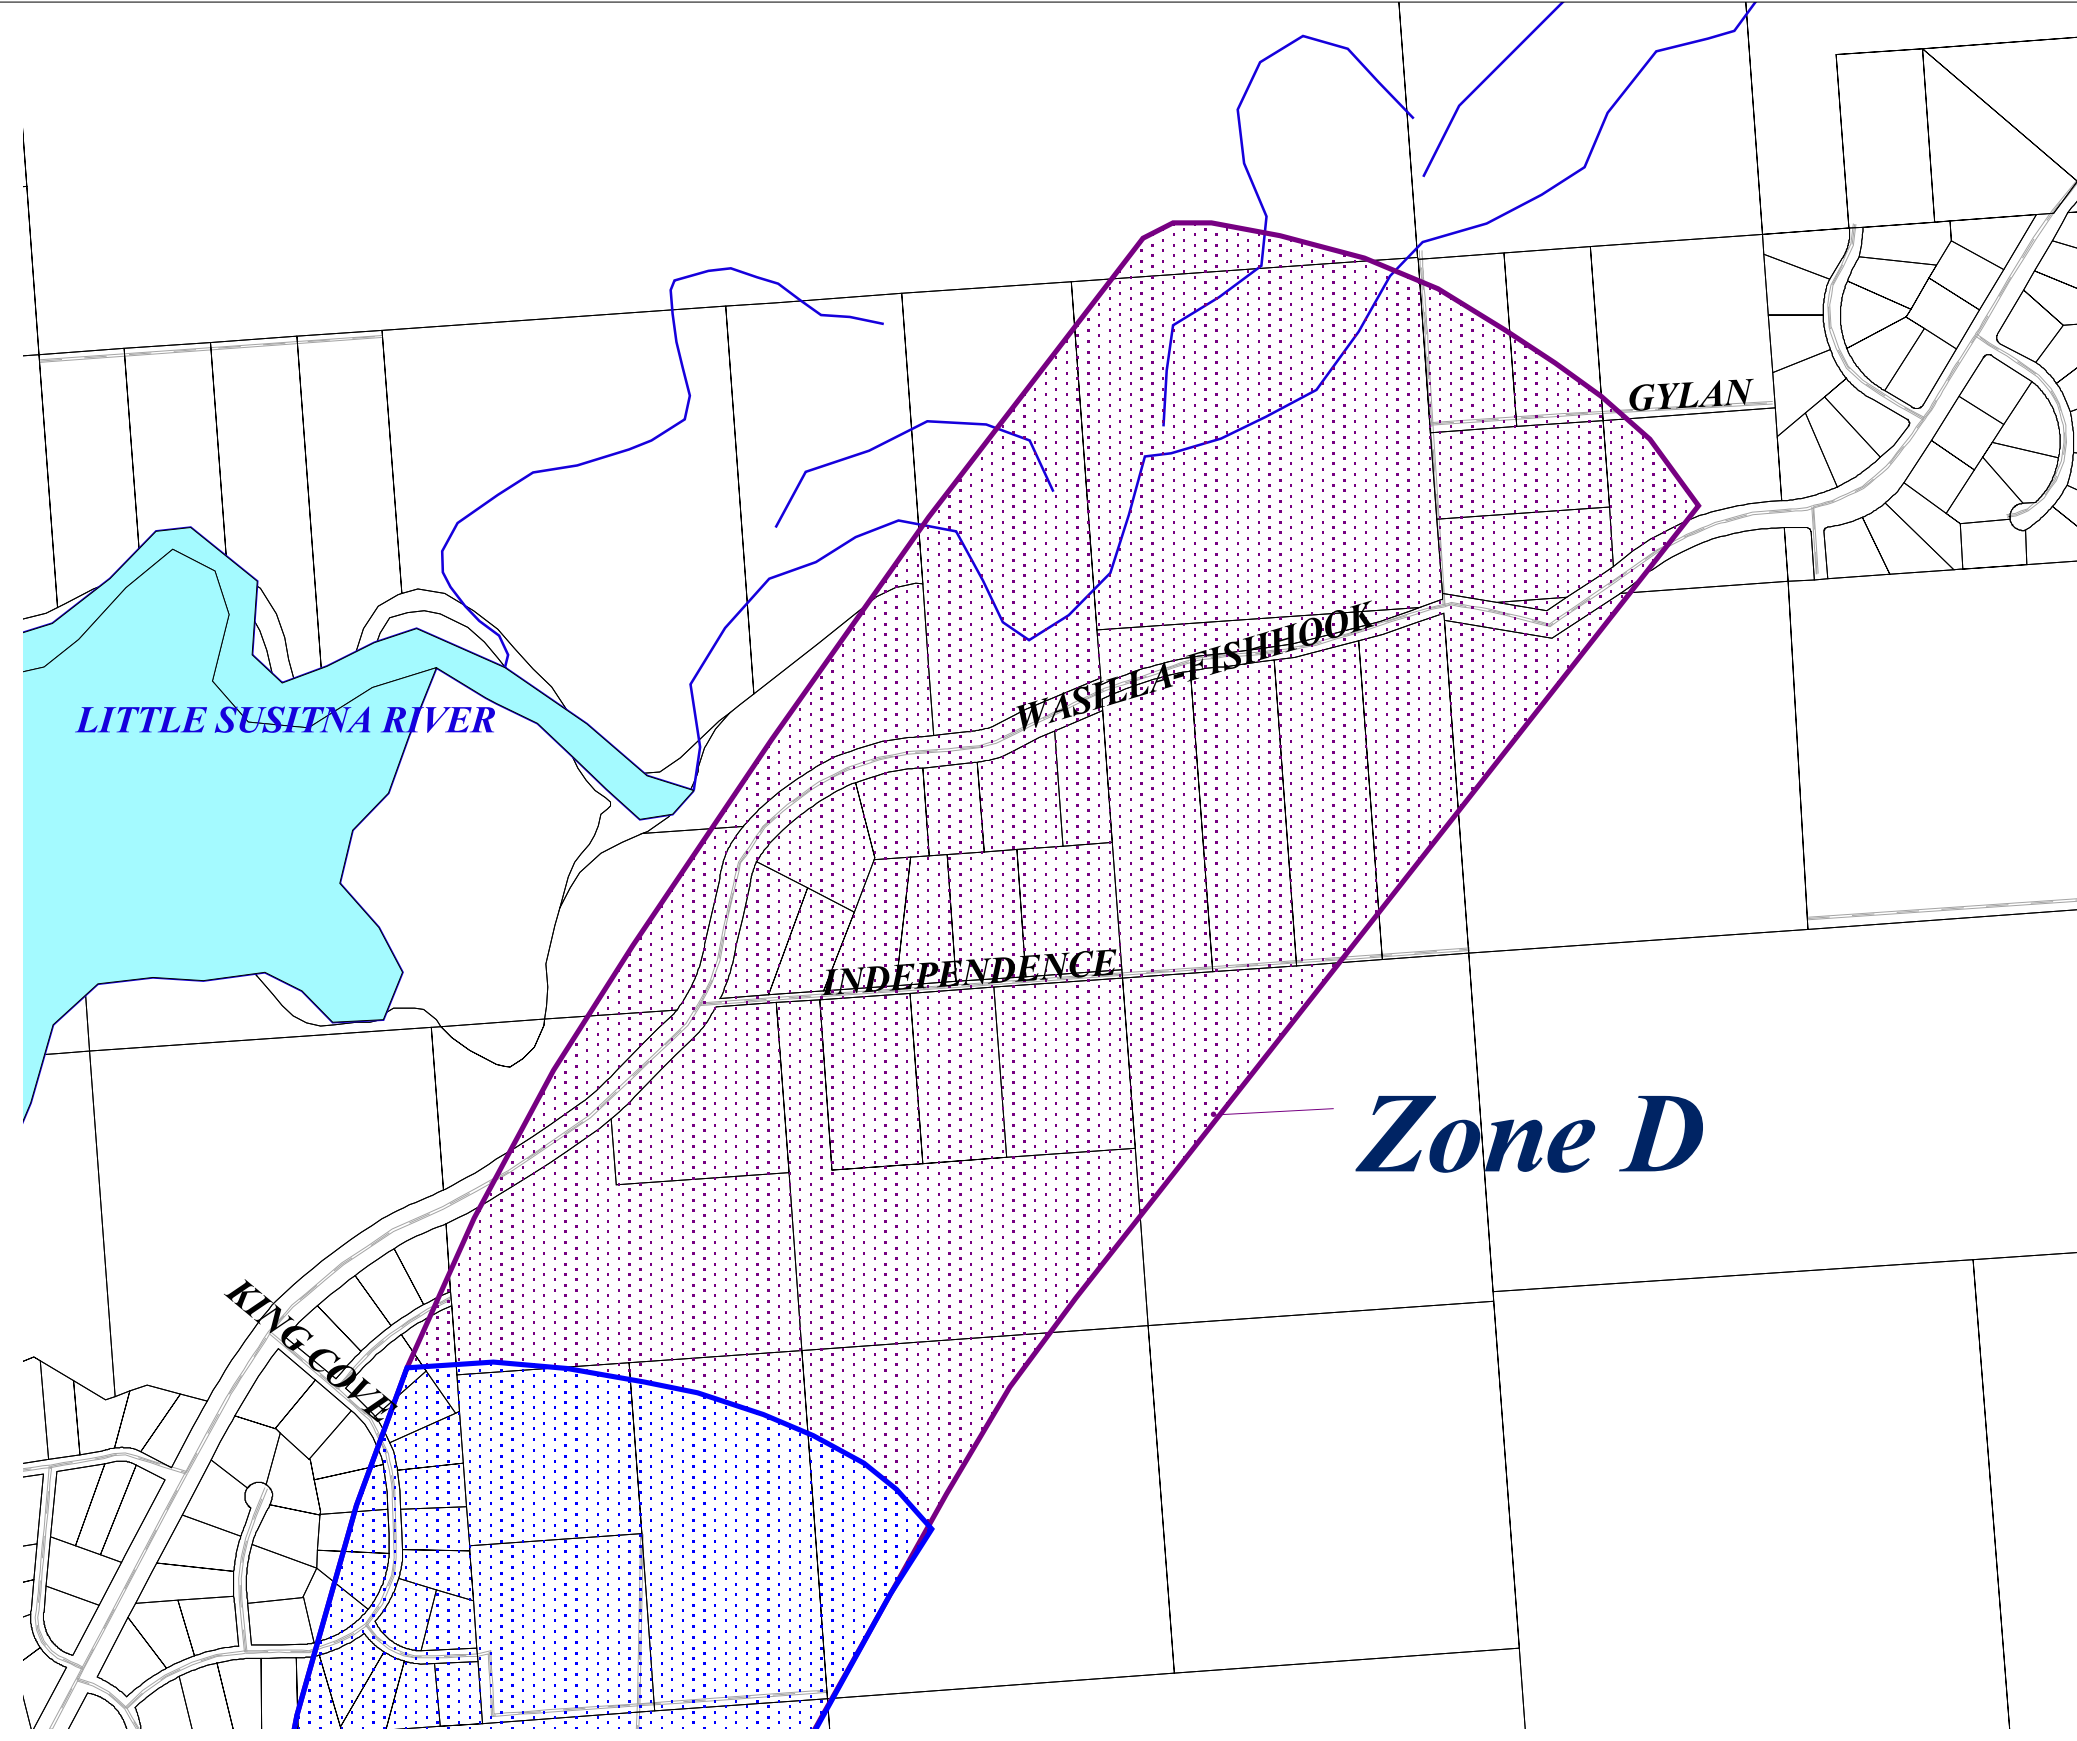 GYLAN
WASILLA-FISHHOOK
LITTLE SUSITNA RIVER
INDEPENDENCE
Zone D
KING COVE